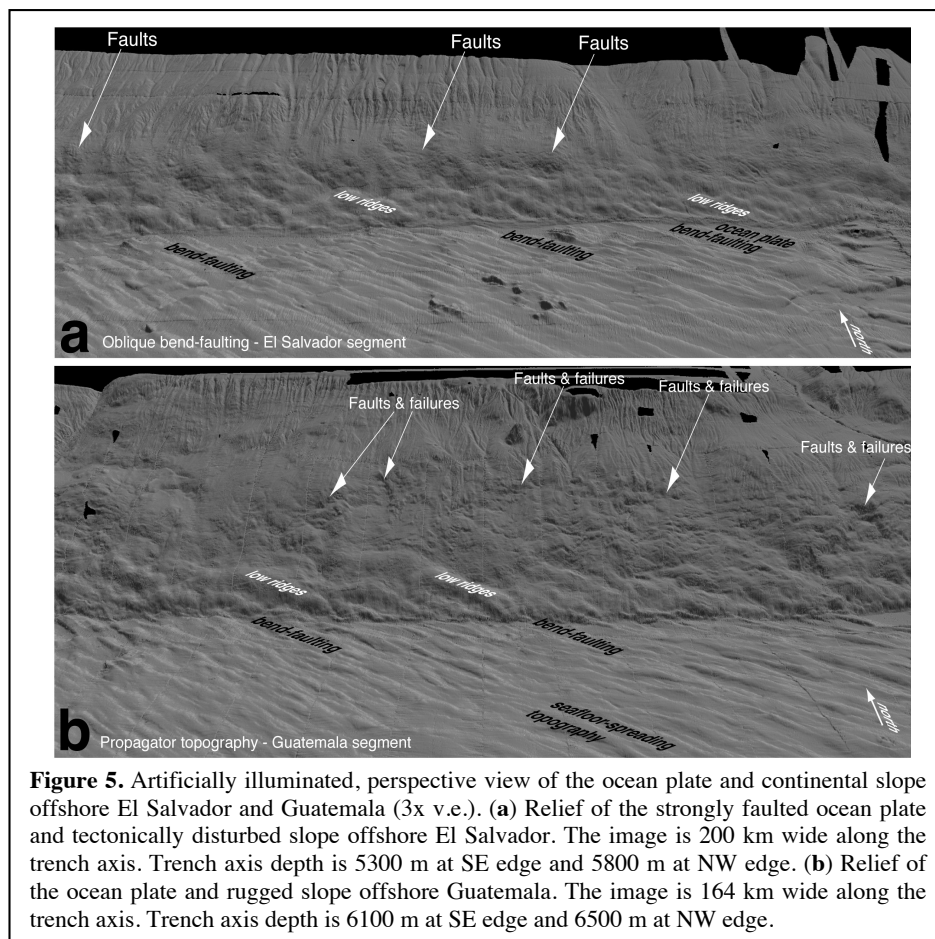 Faults
Faults
Faults
low ridges
low ridges
ocean plate
bend-faulting
bend-faulting
bend-faulting
a
Oblique bend-faulting - El Salvador segment
north
Faults & failures
Faults & failures
Faults & failures
Faults & failures
low ridges
low ridges
bend-faulting
bend-faulting
seafloor-spreading
topography
north
b
Propagator topography - Guatemala segment
Figure 5. Artificially illuminated, perspective view of the ocean plate and continental slope
offshore El Salvador and Guatemala (3x v.e.). (a) Relief of the strongly faulted ocean plate
and tectonically disturbed slope offshore El Salvador. The image is 200 km wide along the
trench axis. Trench axis depth is 5300 m at SE edge and 5800 m at NW edge. (b) Relief of
the ocean plate and rugged slope offshore Guatemala. The image is 164 km wide along the
trench axis. Trench axis depth is 6100 m at SE edge and 6500 m at NW edge.